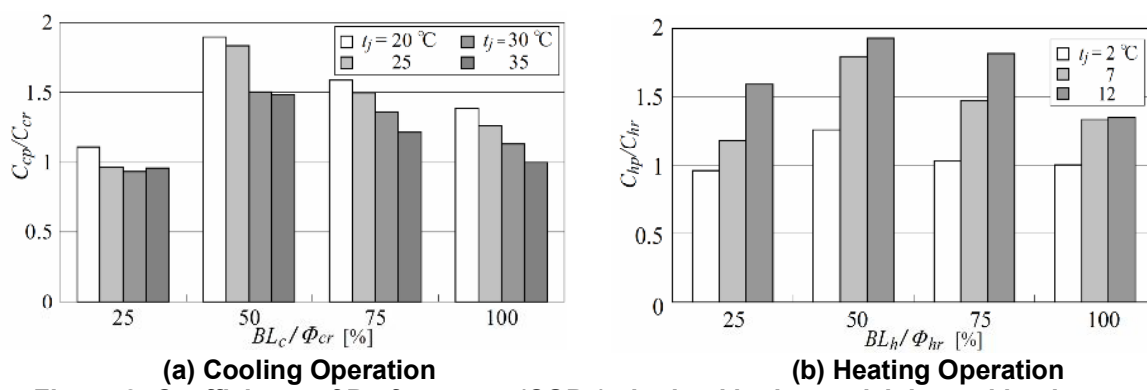 2
1.5
1
0.5
0
C_cp/C_cr
t_j = 20 ℃
t_j = 30 ℃
25
35
25
50
75
100
BL_c / Φ_cr [%]
(a) Cooling Operation
2
1.5
1
0.5
0
C_hp/C_hr
t_j = 2 ℃
7
12
25
50
75
100
BL_h / Φ_hr [%]
(b) Heating Operation